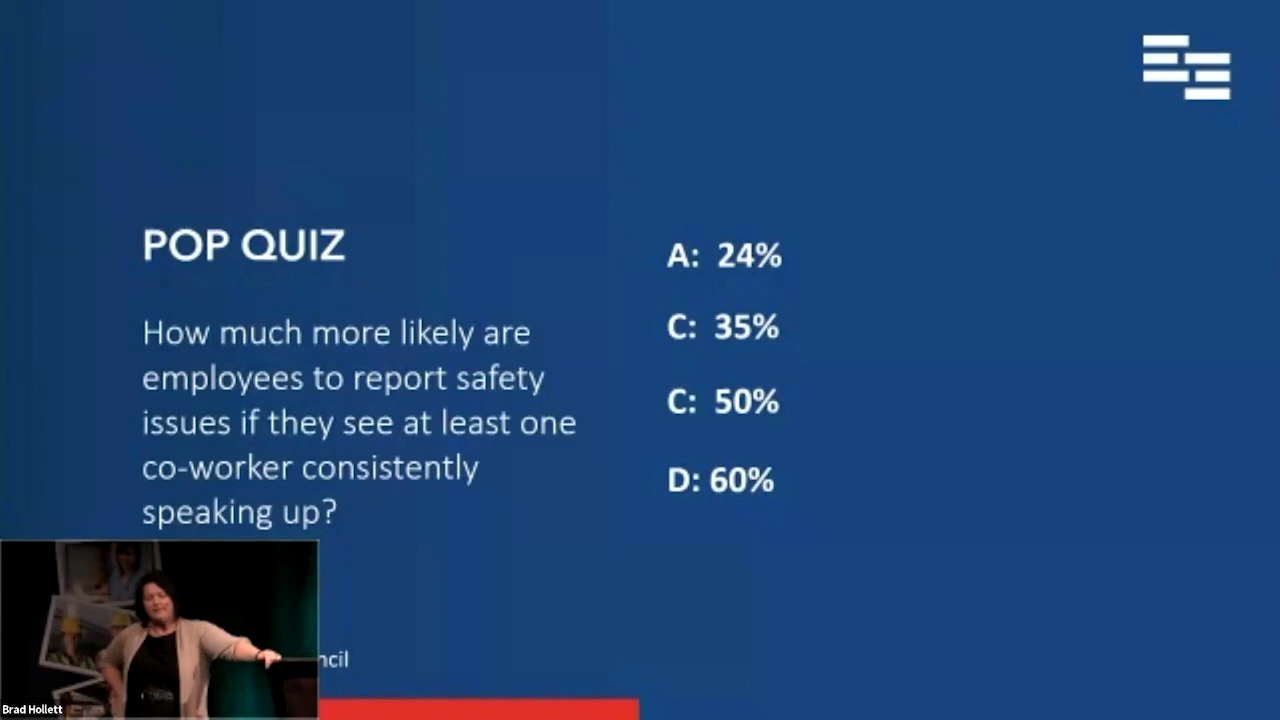 POP QUIZ
How much more likely are
employees to report safety
issues if they see at least one
co-worker consistently
speaking up?
A: 24%
C: 35%
C: 50%
D: 60%
Brad Hollett